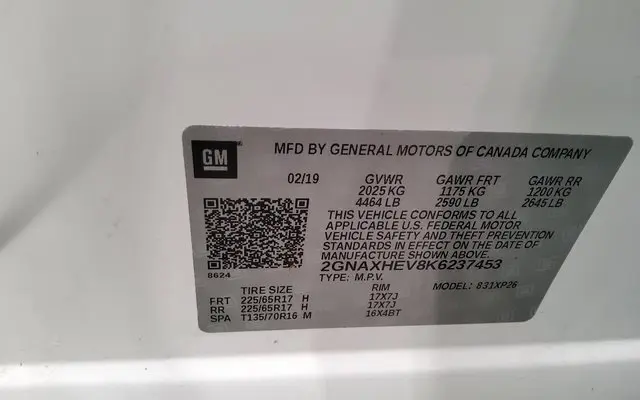 GM
MFD BY GENERAL MOTORS OF CANADA COMPANY
02/19 GVWR GAWR FRT GAWR RR
2025 KG 1175 KG 1200 KG
4464 LB 2590 LB 2645 LB
THIS VEHICLE CONFORMS TO ALL
APPLICABLE U.S. FEDERAL MOTOR
VEHICLE SAFETY AND THEFT PREVENTION
STANDARDS IN EFFECT ON THE DATE OF
MANUFACTURE SHOWN ABOVE.
8624 2GNAXHEV8K6237453
TYPE: M.P.V. MODEL: 831XP26
TIRE SIZE RIM
FRT 225/65R17 H 17X7J
RR 225/65R17 H 17X7J
SPA T135/70R16 M 16X4BT